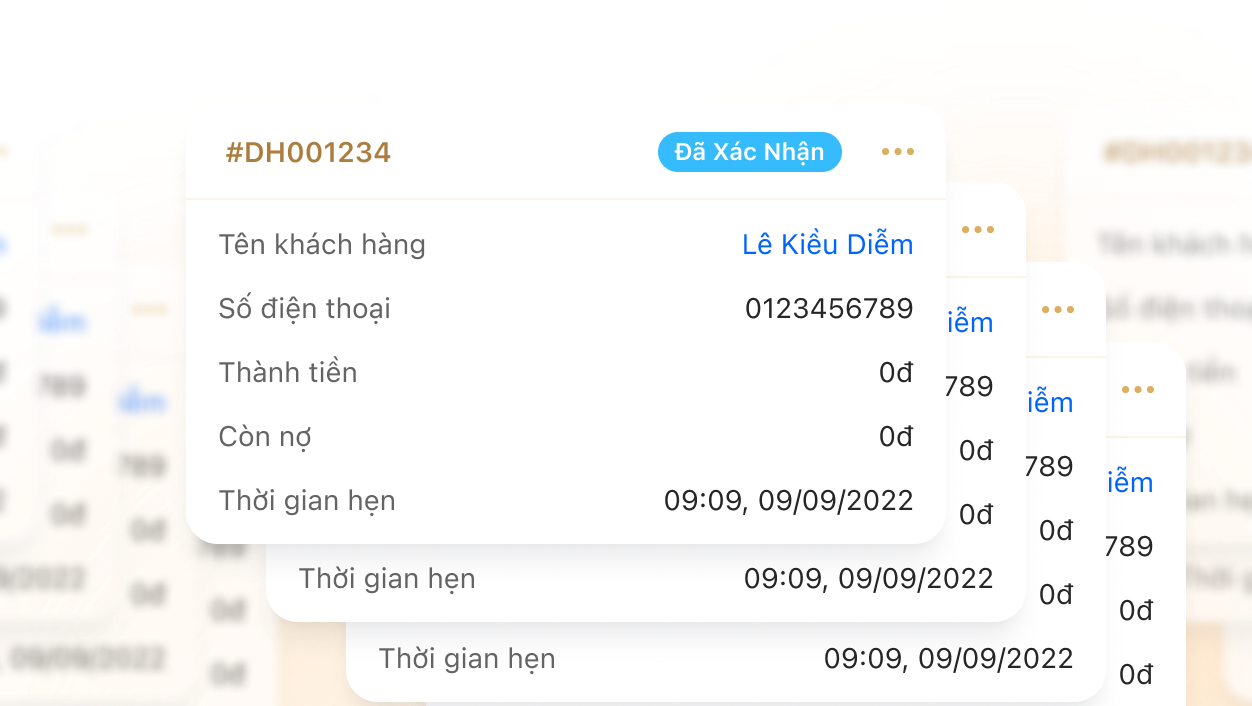 #DH001234 Đã Xác Nhận
Tên khách hàng Lê Kiều Diễm
Số điện thoại 0123456789
Thành tiền 0đ
Còn nợ 0đ
Thời gian hẹn 09:09, 09/09/2022
iễm
789
0đ
0đ
Thời gian hẹn 09:09, 09/09/2022
iễm
789
0đ
0đ
Thời gian hẹn 09:09, 09/09/2022
iễm
789
0đ
0đ